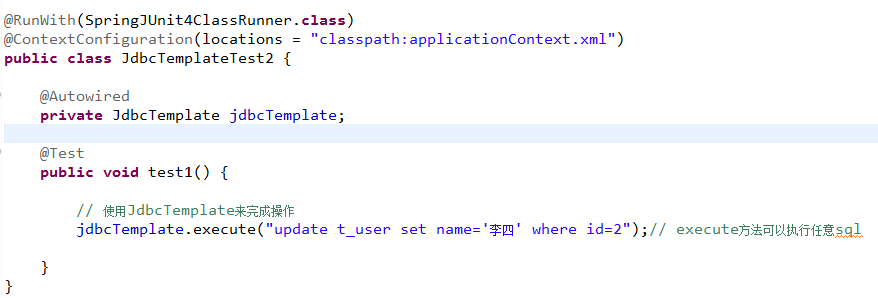 @RunWith(SpringJUnit4ClassRunner.class)
@ContextConfiguration(locations = "classpath:applicationContext.xml")
public class JdbcTemplateTest2 {
@Autowired
private JdbcTemplate jdbcTemplate;
@Test
public void test1() {
// 使用JdbcTemplate来完成操作
jdbcTemplate.execute("update t_user set name='李四' where id=2");// execute方法可以执行任意sql
}
}